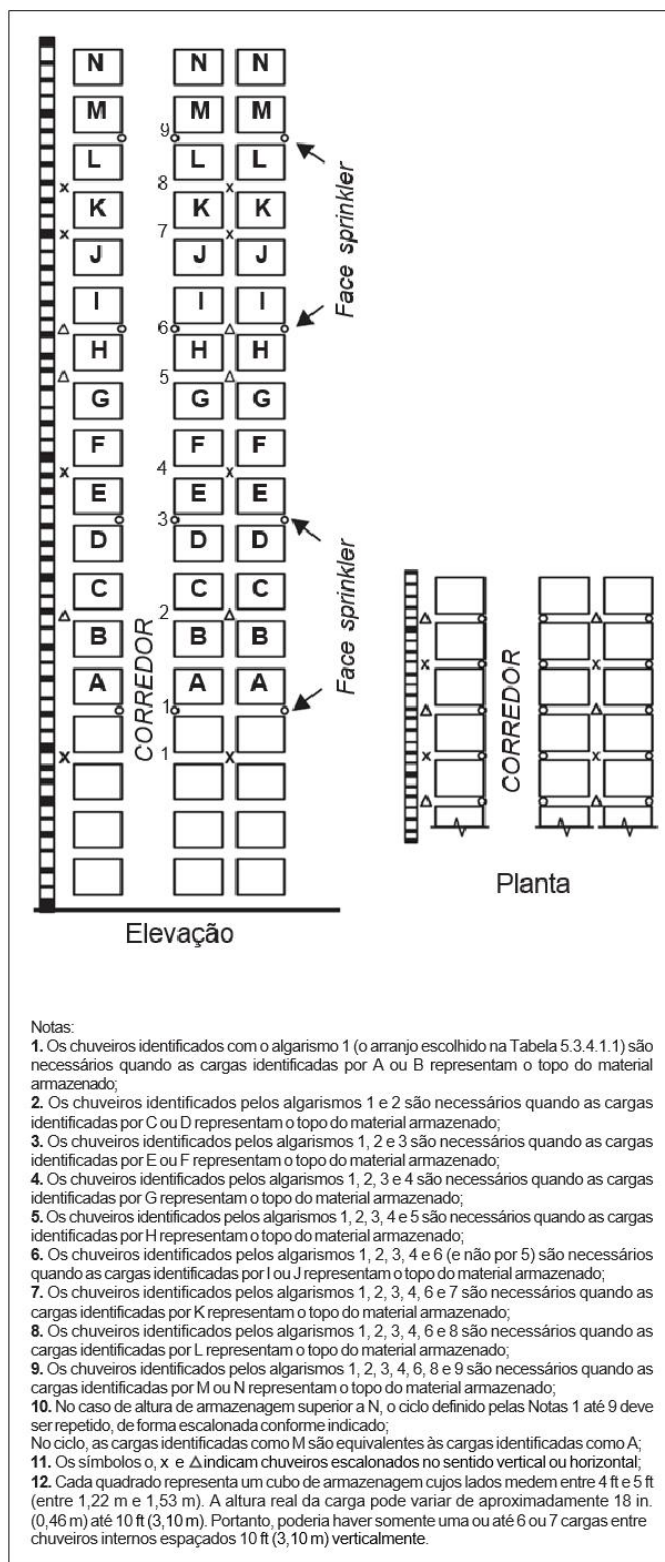 N N N
M M M
9
L L L
8
K K K
7
J J J
I I I
6
H H H
5
G G G
F F F
4
E E E
3
D D D
C C C
2
B B B
A A A
1
1
Face sprinkler
Face sprinkler
CORREDOR
CORREDOR
Elevação
Planta
Notas:
1. Os chuveiros identificados com o algarismo 1 (o arranjo escolhido na Tabela 5.3.4.1.1) são
necessários quando as cargas identificadas por A ou B representam o topo do material
armazenado;
2. Os chuveiros identificados pelos algarismos 1 e 2 são necessários quando as cargas
identificadas por C ou D representam o topo do material armazenado;
3. Os chuveiros identificados pelos algarismos 1, 2 e 3 são necessários quando as cargas
identificadas por E ou F representam o topo do material armazenado;
4. Os chuveiros identificados pelos algarismos 1, 2, 3 e 4 são necessários quando as cargas
identificadas por G representam o topo do material armazenado;
5. Os chuveiros identificados pelos algarismos 1, 2, 3, 4 e 5 são necessários quando as cargas
identificadas por H representam o topo do material armazenado;
6. Os chuveiros identificados pelos algarismos 1, 2, 3, 4 e 6 (e não por 5) são necessários
quando as cargas identificadas por I ou J representam o topo do material armazenado;
7. Os chuveiros identificados pelos algarismos 1, 2, 3, 4, 6 e 7 são necessários quando as
cargas identificadas por K representam o topo do material armazenado;
8. Os chuveiros identificados pelos algarismos 1, 2, 3, 4, 6 e 8 são necessários quando as
cargas identificadas por L representam o topo do material armazenado;
9. Os chuveiros identificados pelos algarismos 1, 2, 3, 4, 6, 8 e 9 são necessários quando as
cargas identificadas por M ou N representam o topo do material armazenado;
10. No caso de altura de armazenagem superior a N, o ciclo definido pelas Notas 1 até 9 deve
ser repetido, de forma escalonada conforme indicado;
No ciclo, as cargas identificadas como M são equivalentes às cargas identificadas como A;
11. Os símbolos o, x e △ indicam chuveiros escalonados no sentido vertical ou horizontal;
12. Cada quadrado representa um cubo de armazenagem cujos lados medem entre 4 ft e 5 ft
(entre 1,22 m e 1,53 m). A altura real da carga pode variar de aproximadamente 18 in.
(0,46 m) até 10 ft (3,10 m). Portanto, poderia haver somente uma ou até 6 ou 7 cargas entre
chuveiros internos espaçados 10 ft (3,10 m) verticalmente.